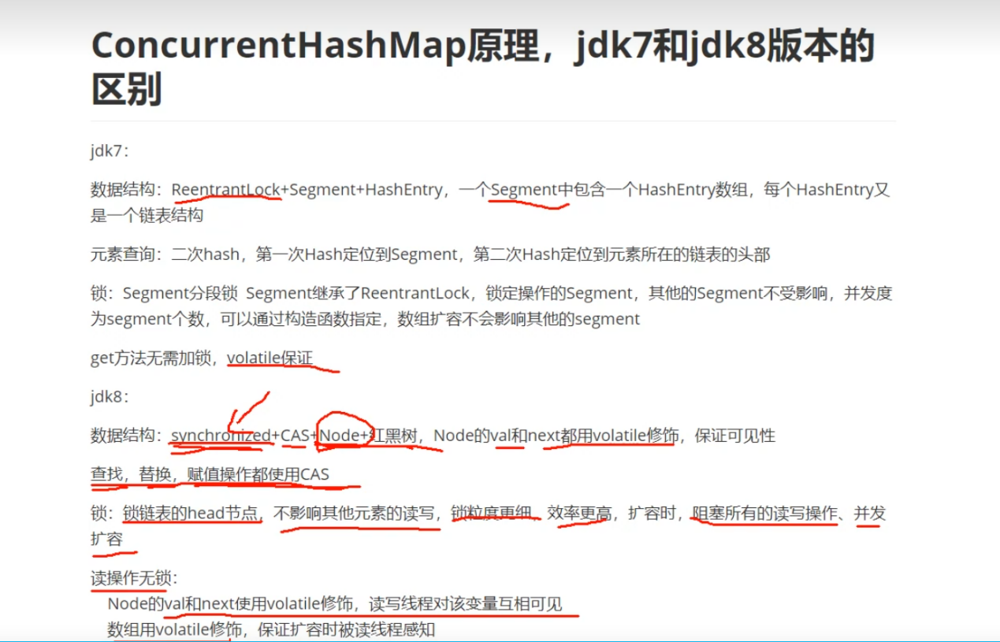 ConcurrentHashMap原理，jdk7和jdk8版本的
区别
jdk7：
数据结构：ReentrantLock+Segment+HashEntry，一个Segment中包含一个HashEntry数组，每个HashEntry又
是一个链表结构
元素查询：二次hash，第一次Hash定位到Segment，第二次Hash定位到元素所在的链表的头部
锁：Segment分段锁 Segment继承了ReentrantLock，锁定操作的Segment，其他的Segment不受影响，并发度
为segment个数，可以通过构造函数指定，数组扩容不会影响其他的segment
get方法无需加锁，volatile保证
jdk8：
数据结构：synchronized+CAS+Node+红黑树，Node的val和next都用volatile修饰，保证可见性
查找，替换，赋值操作都使用CAS
锁：锁链表的head节点，不影响其他元素的读写，锁粒度更细，效率更高，扩容时，阻塞所有的读写操作、并发
扩容
读操作无锁：
Node的val和next使用volatile修饰，读写线程对该变量互相可见
数组用volatile修饰，保证扩容时被读线程感知